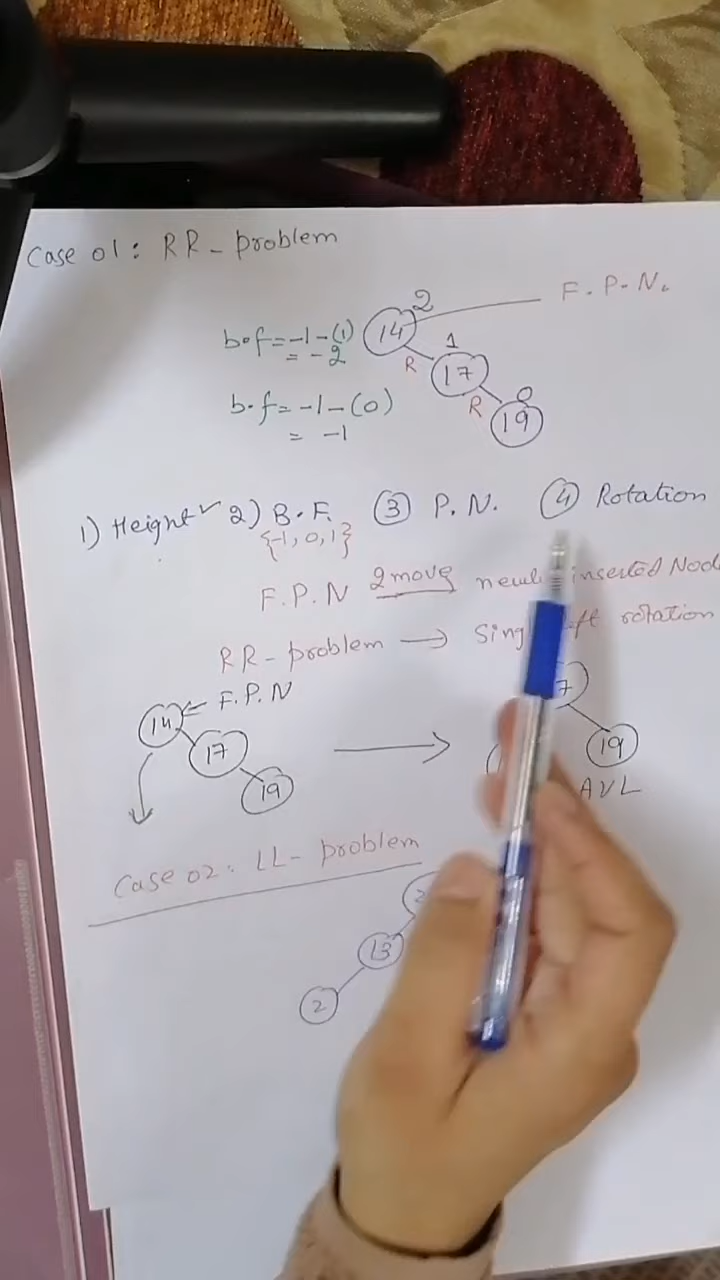 Case 01: RR-problem
2 F.P.N.
b.f = -1-(1) 14 1
= -2 R 17
b.f = -1-(0) R 0
= -1 19
1) Height ✓ 2) B.F. ③ P.N. ④ Rotation
{-1, 0, 1}
F.P.N 2 move inserted
RR-problem → rotation
14 ← F.P.N
17 → 19
19 AVL
Case 02: LL-problem
13
2